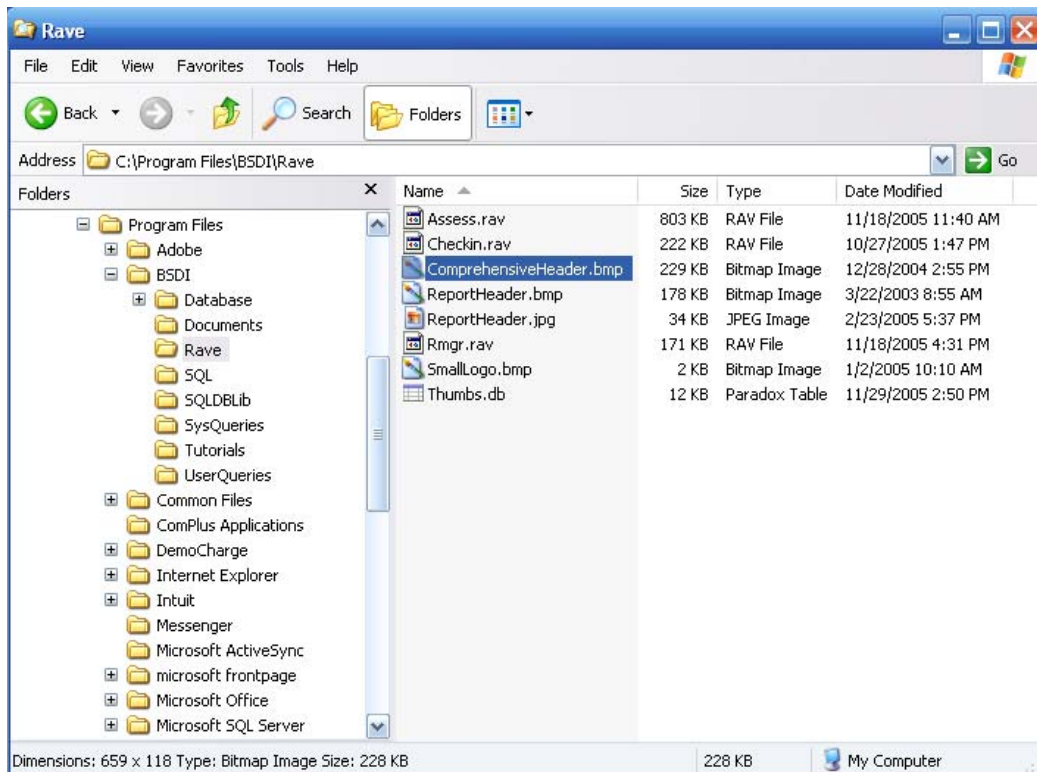 Rave
File Edit View Favorites Tools Help
Back Search Folders
Address C:\Program Files\BSDI\Rave Go
Folders
Program Files
Adobe
BSDI
Database
Documents
Rave
SQL
SQLDBLib
SysQueries
Tutorials
UserQueries
Common Files
ComPlus Applications
DemoCharge
Internet Explorer
Intuit
Messenger
Microsoft ActiveSync
microsoft frontpage
Microsoft Office
Microsoft SQL Server
Name Size Type Date Modified
Assess.rav 803 KB RAV File 11/18/2005 11:40 AM
Checkin.rav 222 KB RAV File 10/27/2005 1:47 PM
ComprehensiveHeader.bmp 229 KB Bitmap Image 12/28/2004 2:55 PM
ReportHeader.bmp 178 KB Bitmap Image 3/22/2003 8:55 AM
ReportHeader.jpg 34 KB JPEG Image 2/23/2005 5:37 PM
Rmgr.rav 171 KB RAV File 11/18/2005 4:31 PM
SmallLogo.bmp 2 KB Bitmap Image 1/2/2005 10:10 AM
Thumbs.db 12 KB Paradox Table 11/29/2005 2:50 PM
Dimensions: 659 x 118 Type: Bitmap Image Size: 228 KB 228 KB My Computer